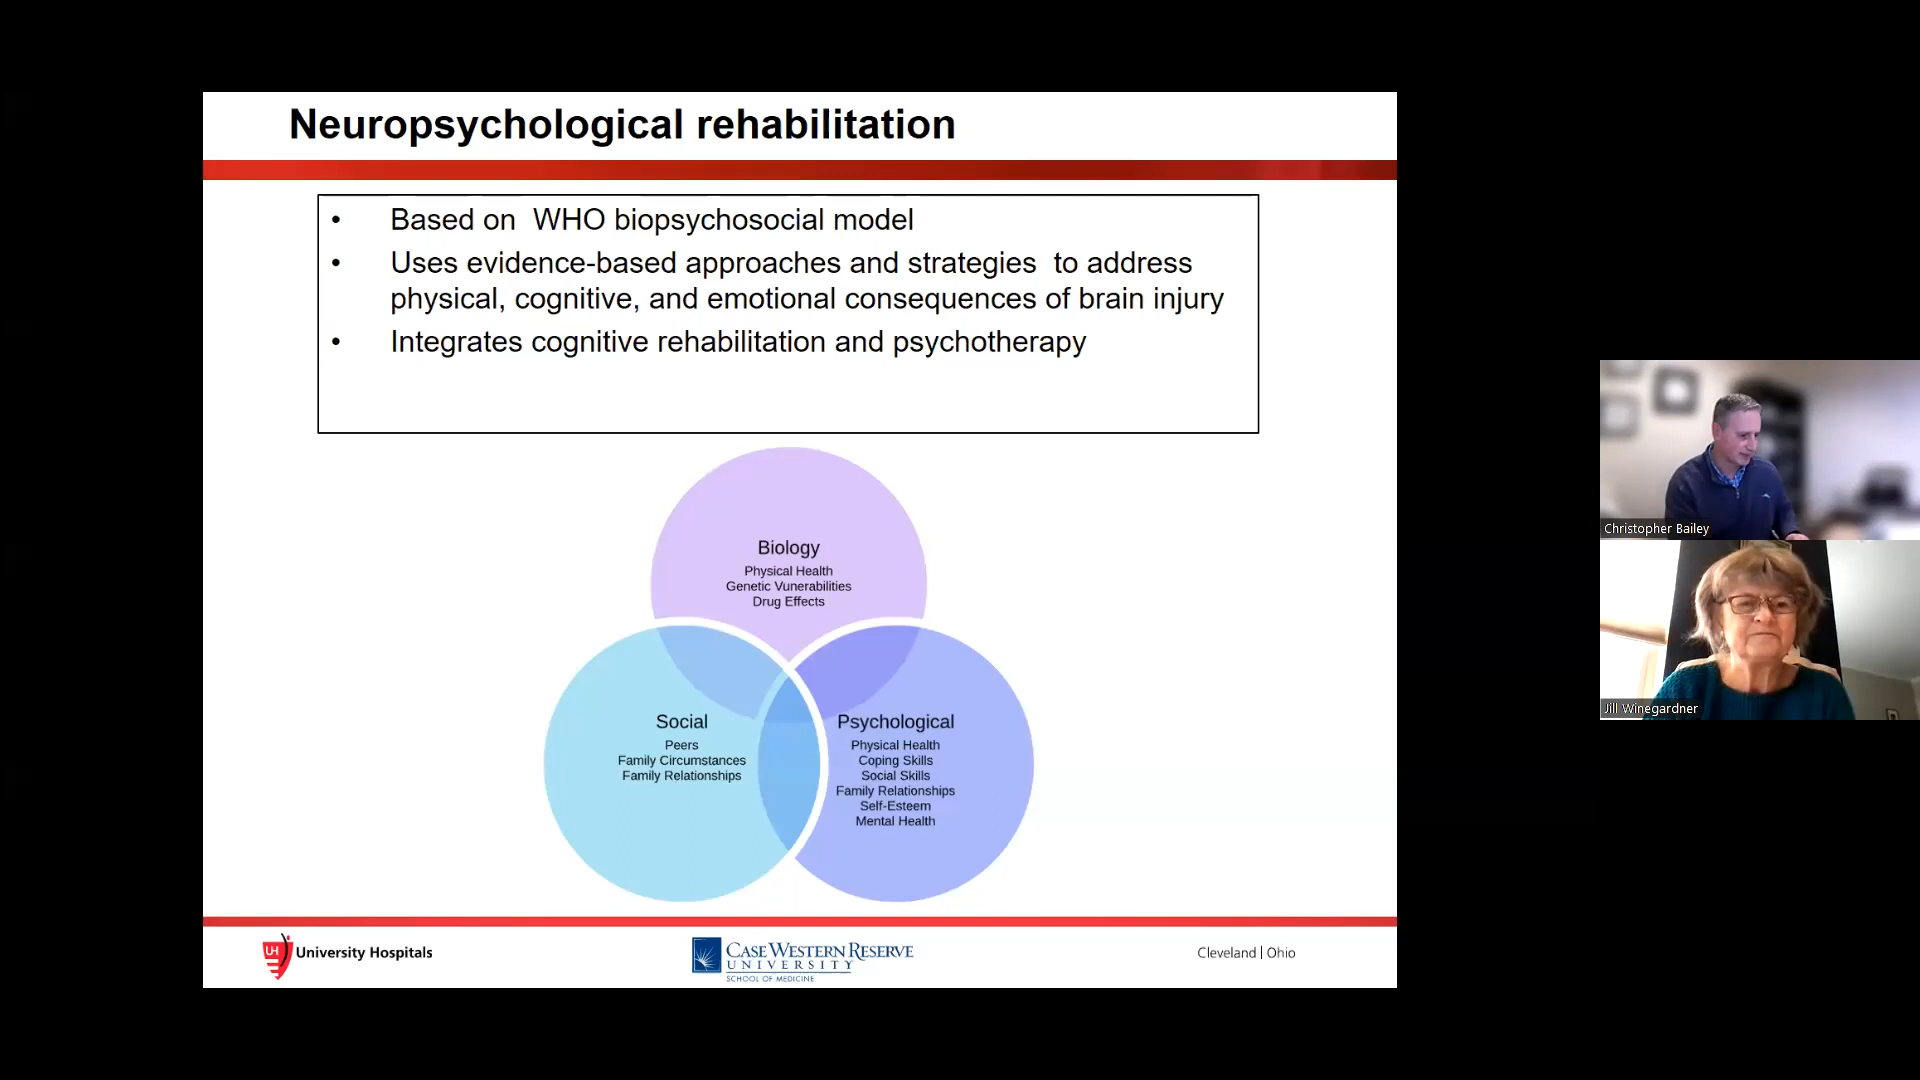 Neuropsychological rehabilitation
• Based on WHO biopsychosocial model
• Uses evidence-based approaches and strategies to address
physical, cognitive, and emotional consequences of brain injury
• Integrates cognitive rehabilitation and psychotherapy
Biology
Physical Health
Genetic Vunerabilities
Drug Effects
Social
Peers
Family Circumstances
Family Relationships
Psychological
Physical Health
Coping Skills
Social Skills
Family Relationships
Self-Esteem
Mental Health
UH University Hospitals
CASE WESTERN RESERVE
UNIVERSITY
SCHOOL OF MEDICINE
Cleveland | Ohio
Christopher Bailey
Jill Winegardner